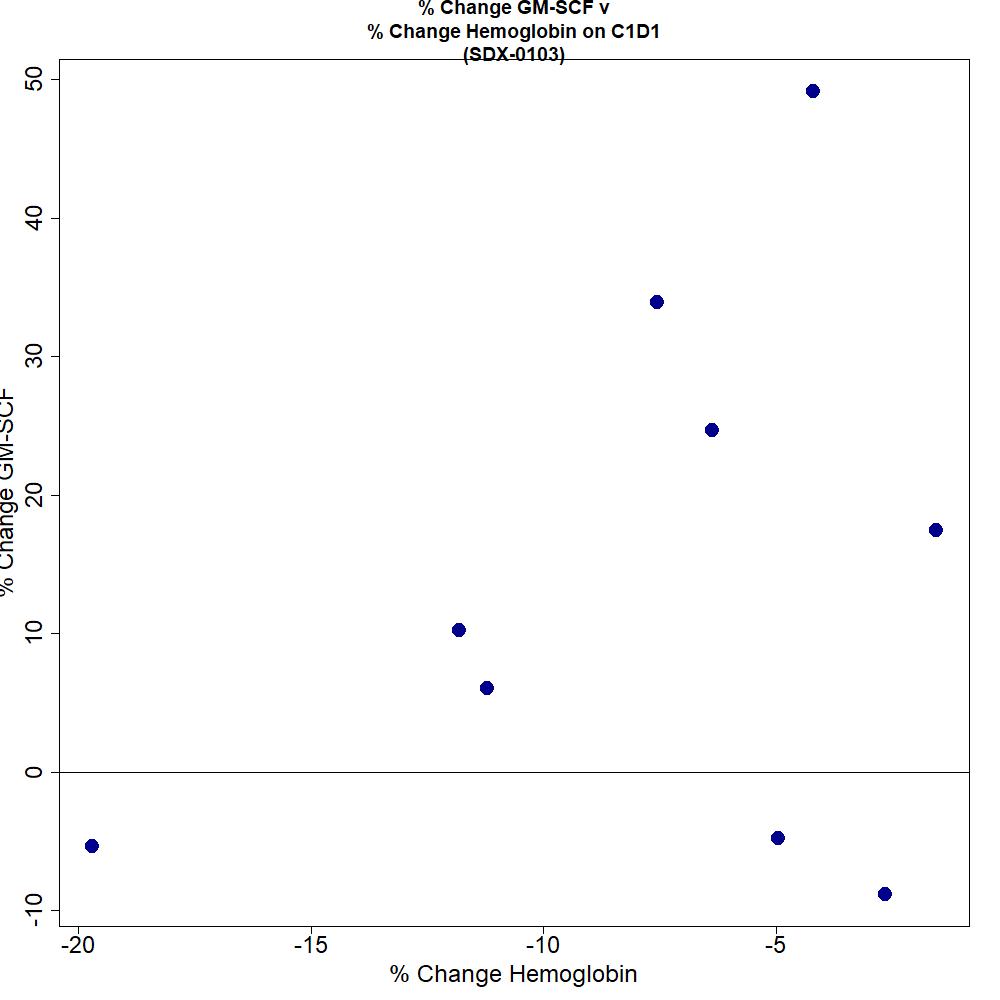 % Change GM-SCF v
% Change Hemoglobin on C1D1
(SDX-0103)
% Change GM-SCF
50
40
30
20
10
0
-10
-20
-15
-10
-5
% Change Hemoglobin